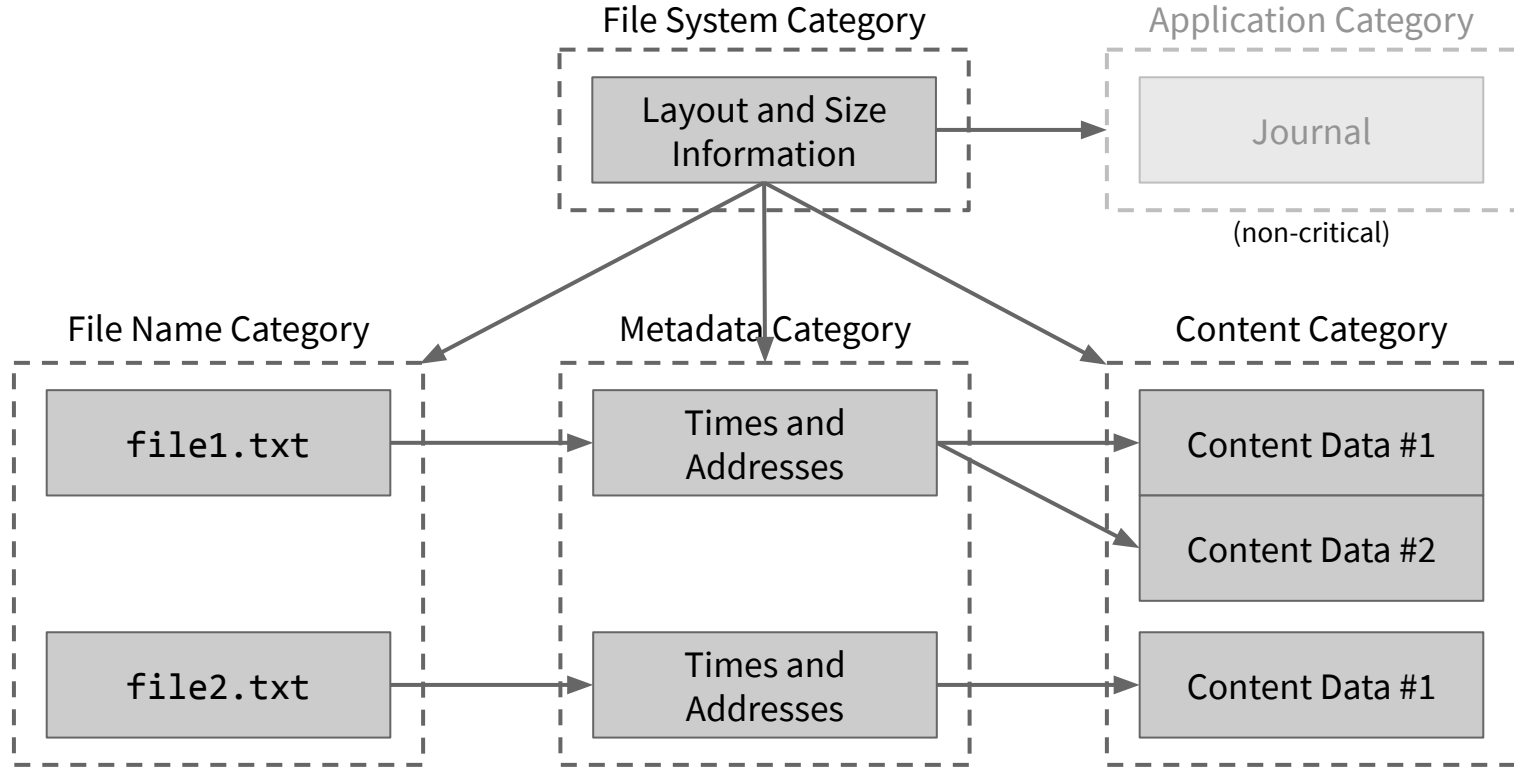 File System Category
Application Category
Layout and Size
Information
Journal
(non-critical)
File Name Category
Metadata Category
Content Category
file1.txt
Times and
Addresses
Content Data #1
Content Data #2
file2.txt
Times and
Addresses
Content Data #1